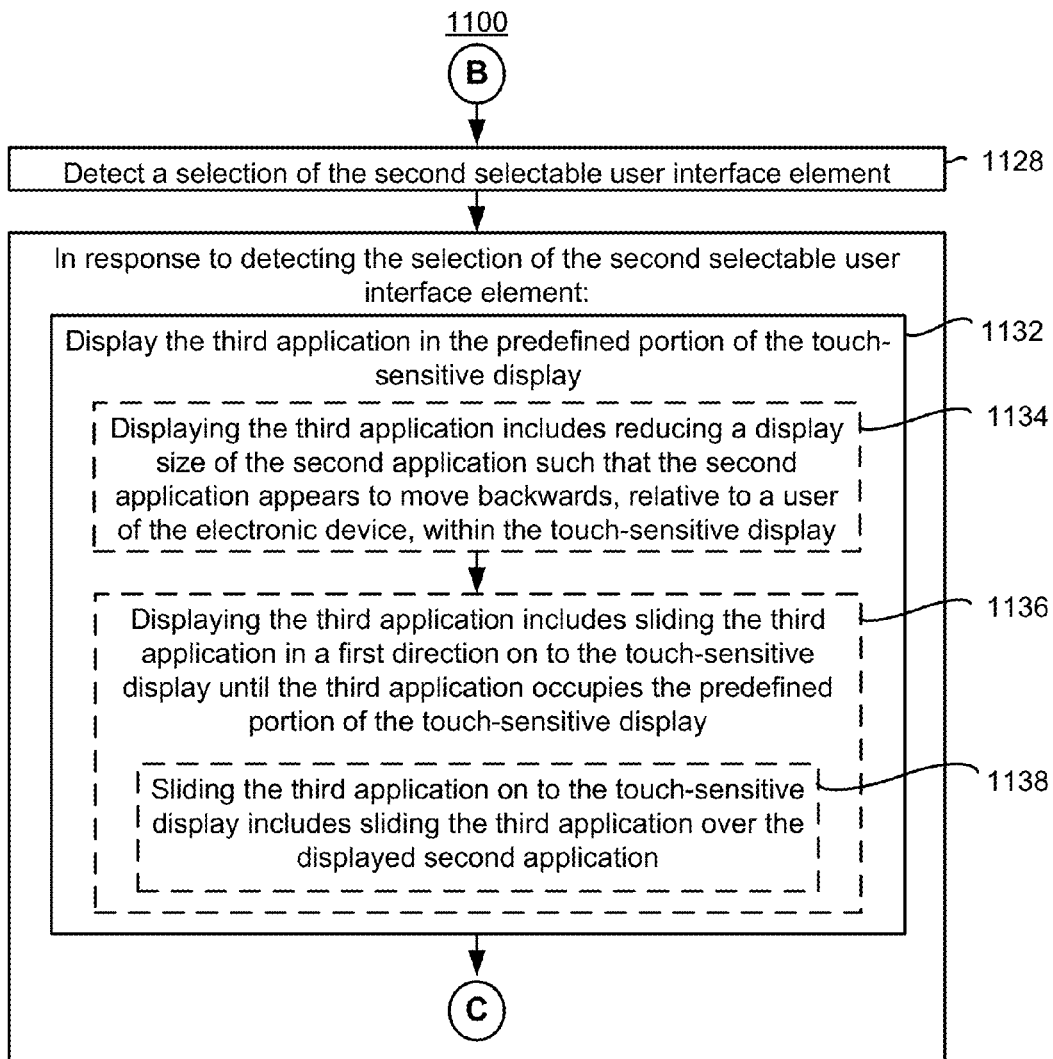 1100
B
Detect a selection of the second selectable user interface element
1128
In response to detecting the selection of the second selectable user
interface element:
Display the third application in the predefined portion of the touch-
sensitive display
1132
Displaying the third application includes reducing a display
size of the second application such that the second
application appears to move backwards, relative to a user
of the electronic device, within the touch-sensitive display
1134
Displaying the third application includes sliding the third
application in a first direction on to the touch-sensitive
display until the third application occupies the predefined
portion of the touch-sensitive display
1136
Sliding the third application on to the touch-sensitive
display includes sliding the third application over the
displayed second application
1138
C